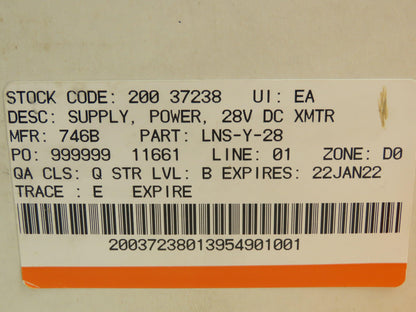 STOCK CODE: 200 37238 UI: EA
DESC: SUPPLY, POWER, 28V DC XMTR
MFR: 746B PART: LNS-Y-28
PO: 999999 11661 LINE: 01 ZONE: D0
QA CLS: Q STR LVL: B EXPIRES: 22JAN22
TRACE : E EXPIRE
20037238013954901001